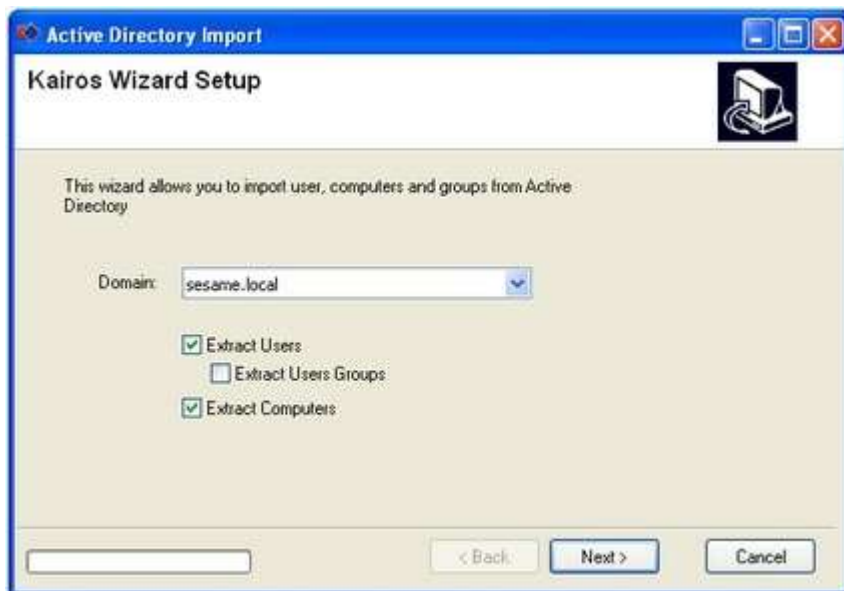 Active Directory Import
Kairos Wizard Setup
This wizard allows you to import user, computers and groups from Active
Directory
Domain:
sesame.local
Extract Users
Extract Users Groups
Extract Computers
< Back
Next >
Cancel